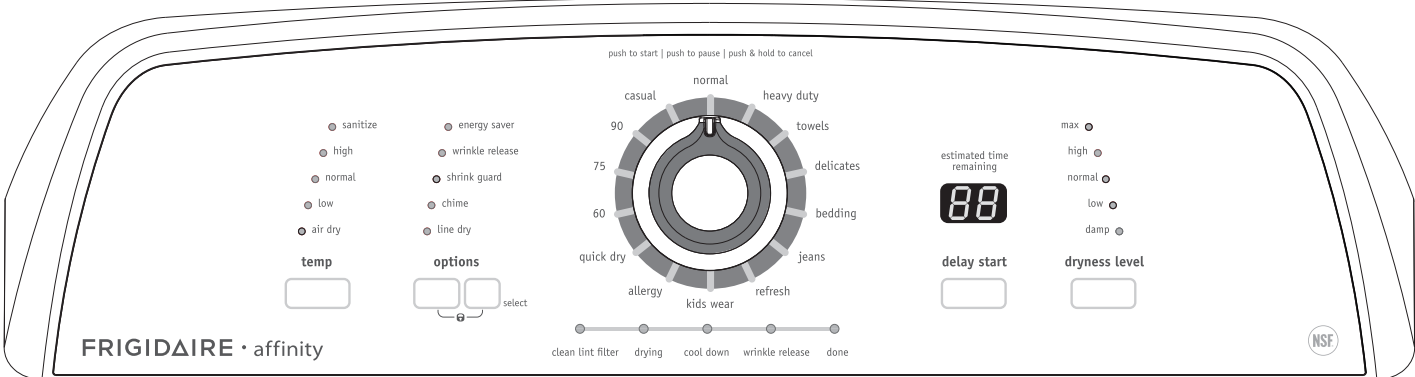 push to start | push to pause | push & hold to cancel
normal
casual
heavy duty
90
towels
75
delicates
60
bedding
quick dry
jeans
allergy
refresh
kids wear
sanitize
high
normal
low
air dry
temp
energy saver
wrinkle release
shrink guard
chime
line dry
options
select
estimated time
remaining
88
delay start
max
high
normal
low
damp
dryness level
clean lint filter
drying
cool down
wrinkle release
done
FRIGIDAIRE · affinity
NSF